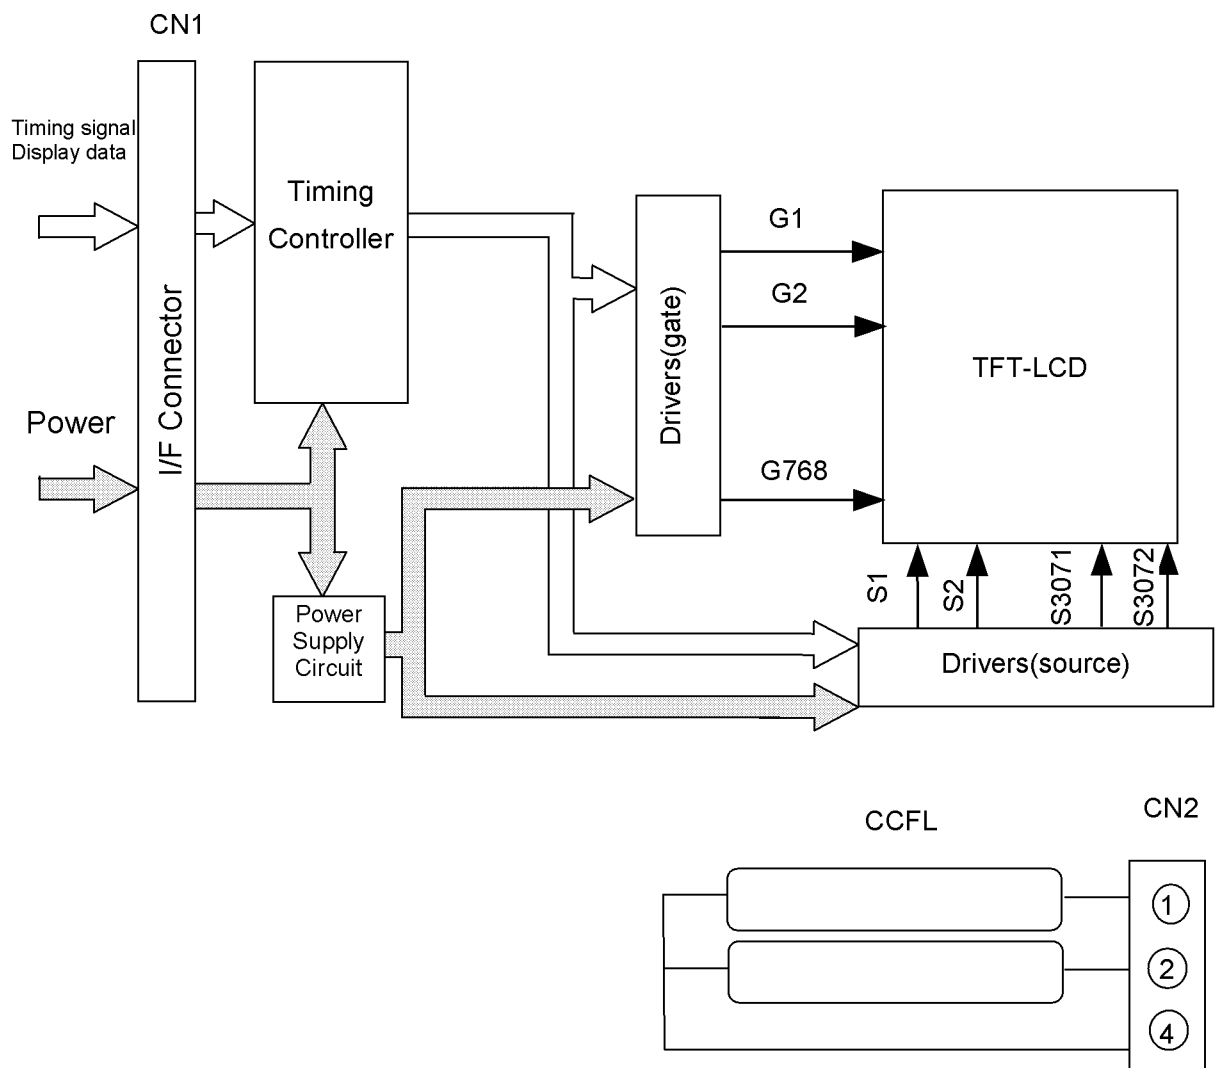 CN1
Timing signal
Display data
Timing
Controller
I/F Connector
Power
Drivers(gate)
G1
G2
G768
TFT-LCD
S1
S2
S3071
S3072
Power
Supply
Circuit
Drivers(source)
CCFL
CN2
1
2
4